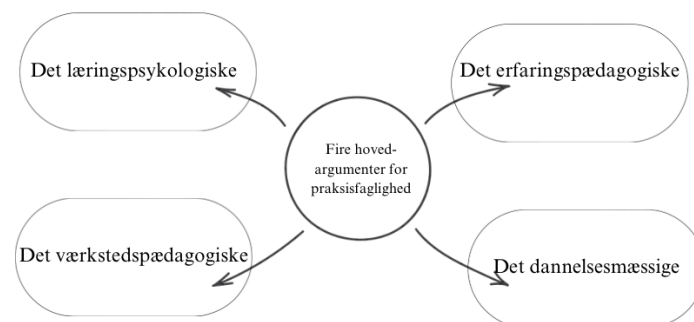 Det læringspsykologiske
Det erfaringspædagogiske
Fire hoved-
argumenter for
praksisfaglighed
Det værkstedspædagogiske
Det dannelsesmæssige